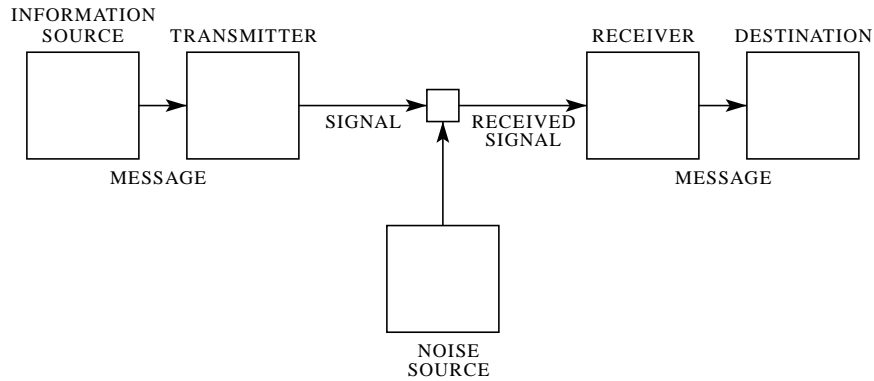 INFORMATION
SOURCE
TRANSMITTER
RECEIVER
DESTINATION
SIGNAL
RECEIVED
SIGNAL
MESSAGE
MESSAGE
NOISE
SOURCE